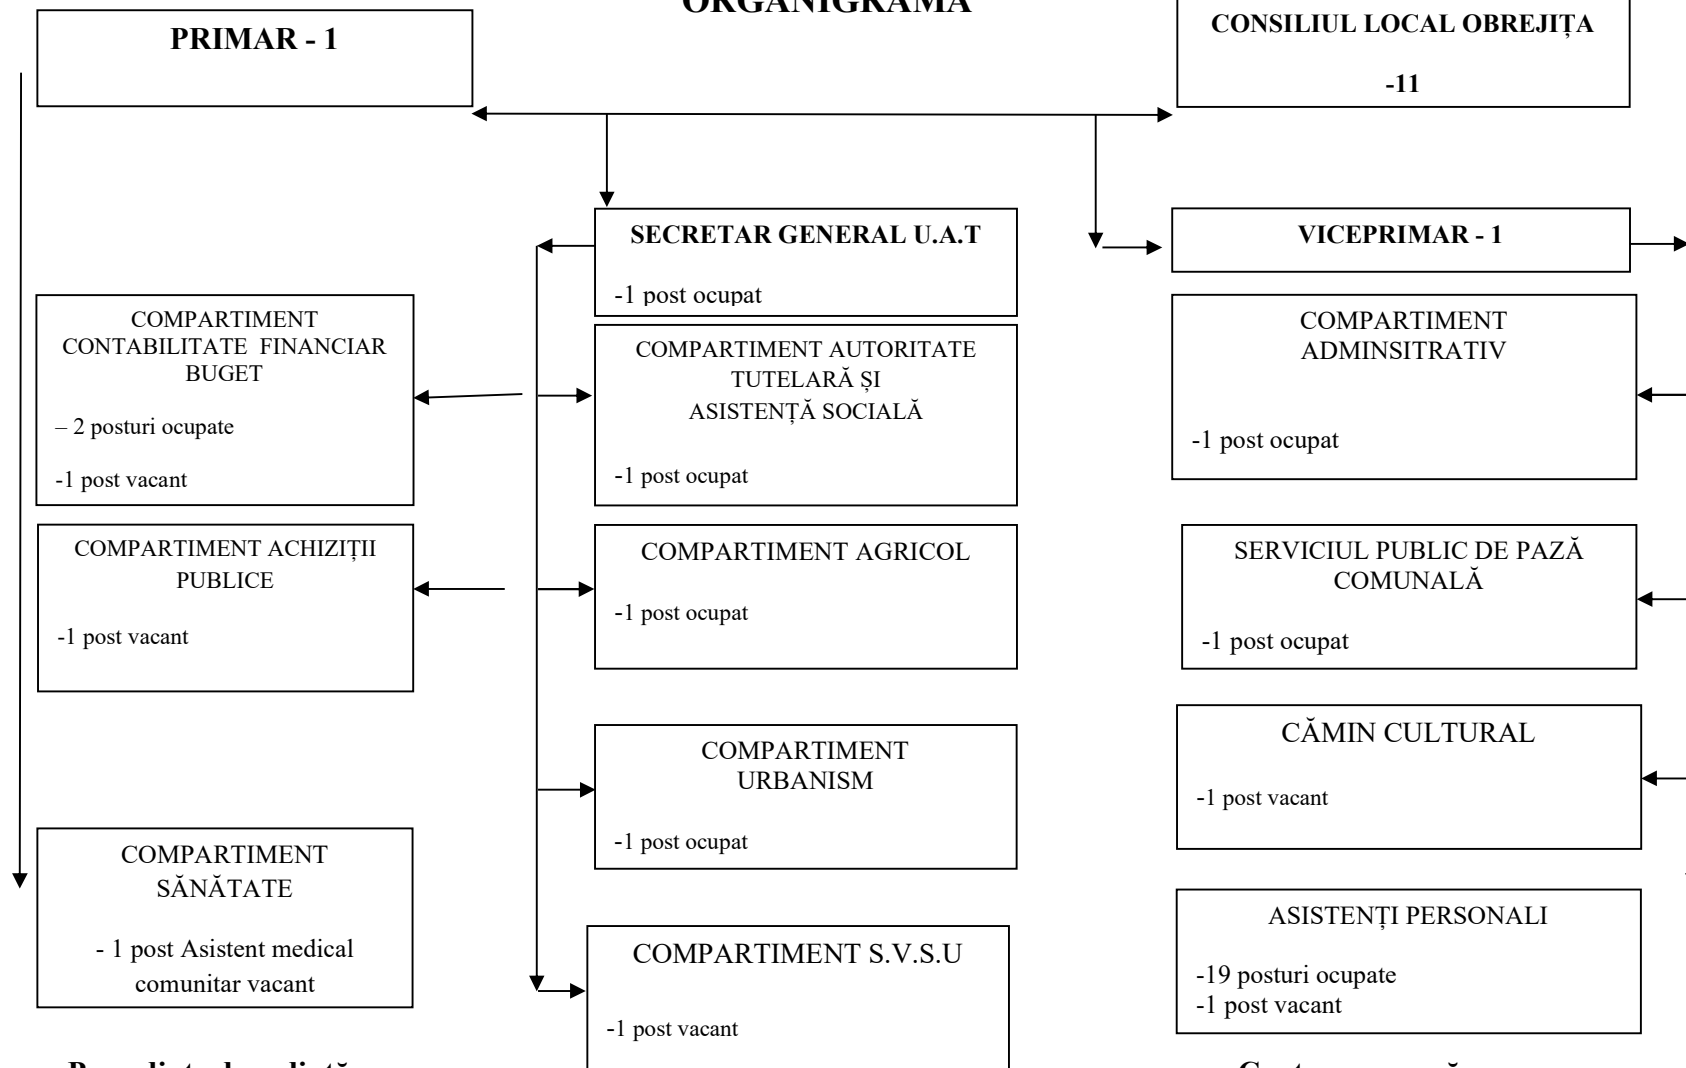 ORGANIGRAMA
PRIMAR - 1
CONSILIUL LOCAL OBREJIȚA
-11
SECRETAR GENERAL U.A.T
-1 post ocupat
VICEPRIMAR - 1
COMPARTIMENT
CONTABILITATE FINANCIAR
BUGET
– 2 posturi ocupate
-1 post vacant
COMPARTIMENT AUTORITATE
TUTELARĂ ȘI
ASISTENȚĂ SOCIALĂ
-1 post ocupat
COMPARTIMENT
ADMINSITRATIV
-1 post ocupat
COMPARTIMENT ACHIZIȚII
PUBLICE
-1 post vacant
COMPARTIMENT AGRICOL
-1 post ocupat
SERVICIUL PUBLIC DE PAZĂ
COMUNALĂ
-1 post ocupat
COMPARTIMENT
URBANISM
-1 post ocupat
CĂMIN CULTURAL
-1 post vacant
COMPARTIMENT
SĂNĂTATE
- 1 post Asistent medical
comunitar vacant
COMPARTIMENT S.V.S.U
-1 post vacant
ASISTENȚI PERSONALI
-19 posturi ocupate
-1 post vacant